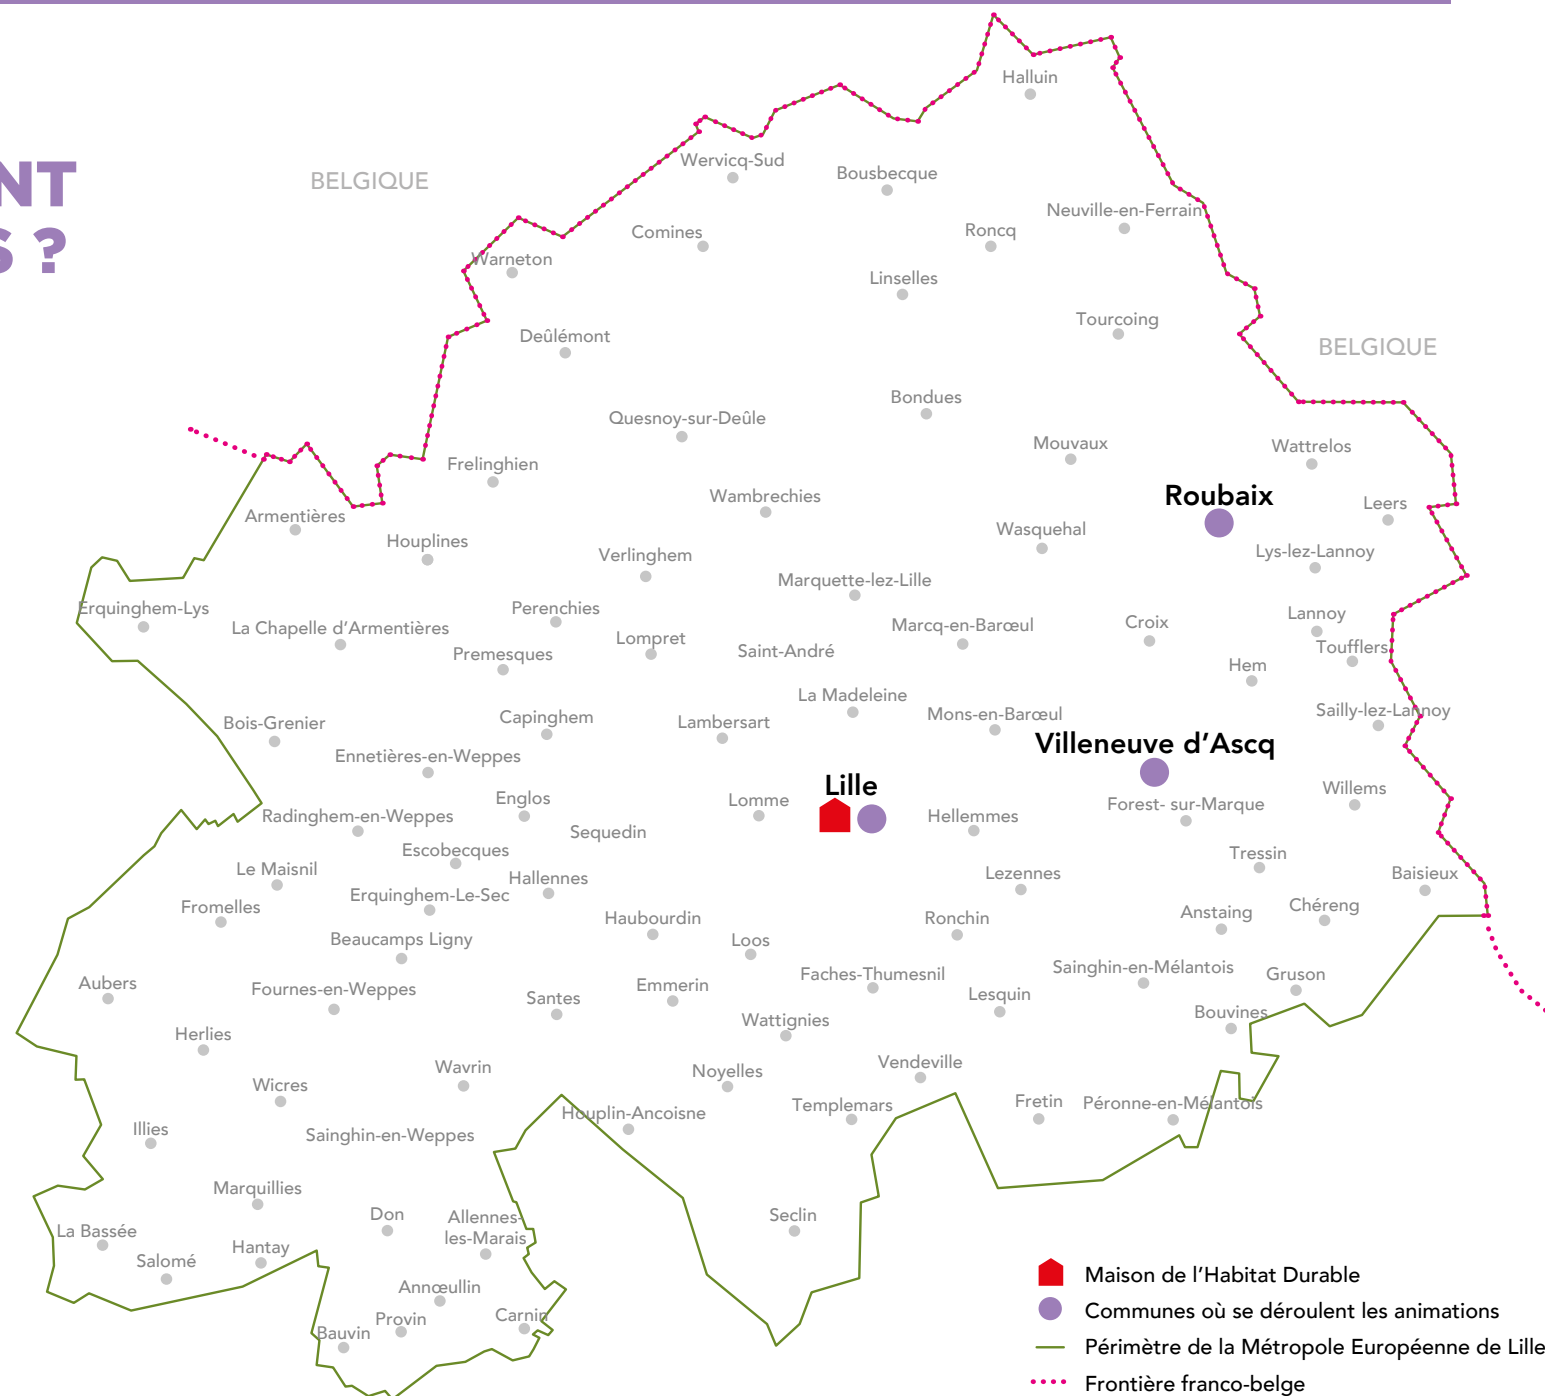 NT
S ?
BELGIQUE
Halluin
Wervicq-Sud
Bousbecque
Neuville-en-Ferrain
Comines
Roncq
Warneton
Linselles
Tourcoing
Deûlémont
BELGIQUE
Bondues
Quesnoy-sur-Deûle
Mouvaux
Wattrelos
Frelinghien
Wambrechies
Roubaix
Leers
Armentières
Wasquehal
Houplines
Lys-lez-Lannoy
Verlinghem
Marquette-lez-Lille
Erquinghem-Lys
Perenchies
Lannoy
La Chapelle d'Armentières
Marcq-en-Barœul
Croix
Lompret
Premesques
Saint-André
Toufflers
Hem
La Madeleine
Sailly-lez-Lannoy
Bois-Grenier
Capinghem
Lambersart
Mons-en-Barœul
Villeneuve d'Ascq
Ennetières-en-Weppes
Lille
Willems
Englos
Lomme
Forest- sur-Marque
Radinghem-en-Weppes
Hellemmes
Sequedin
Escobecques
Tressin
Le Maisnil
Hallennes
Lezennes
Baisieux
Erquinghem-Le-Sec
Fromelles
Haubourdin
Ronchin
Anstaing
Chéreng
Beaucamps Ligny
Loos
Aubers
Fournes-en-Weppes
Santes
Emmerin
Faches-Thumesnil
Sainghin-en-Mélantois
Gruson
Lesquin
Herlies
Wattignies
Bouvines
Wavrin
Noyelles
Vendeville
Wicres
Houplin-Ancoisne
Templemars
Fretin
Péronne-en-Mélantois
Illies
Sainghin-en-Weppes
Marquillies
La Bassée
Don
Allennes-
les-Marais
Seclin
Salomé
Hantay
Annœullin
Provin
Carnin
Bauvin
Maison de l'Habitat Durable
Communes où se déroulent les animations
Périmètre de la Métropole Européenne de Lille
Frontière franco-belge